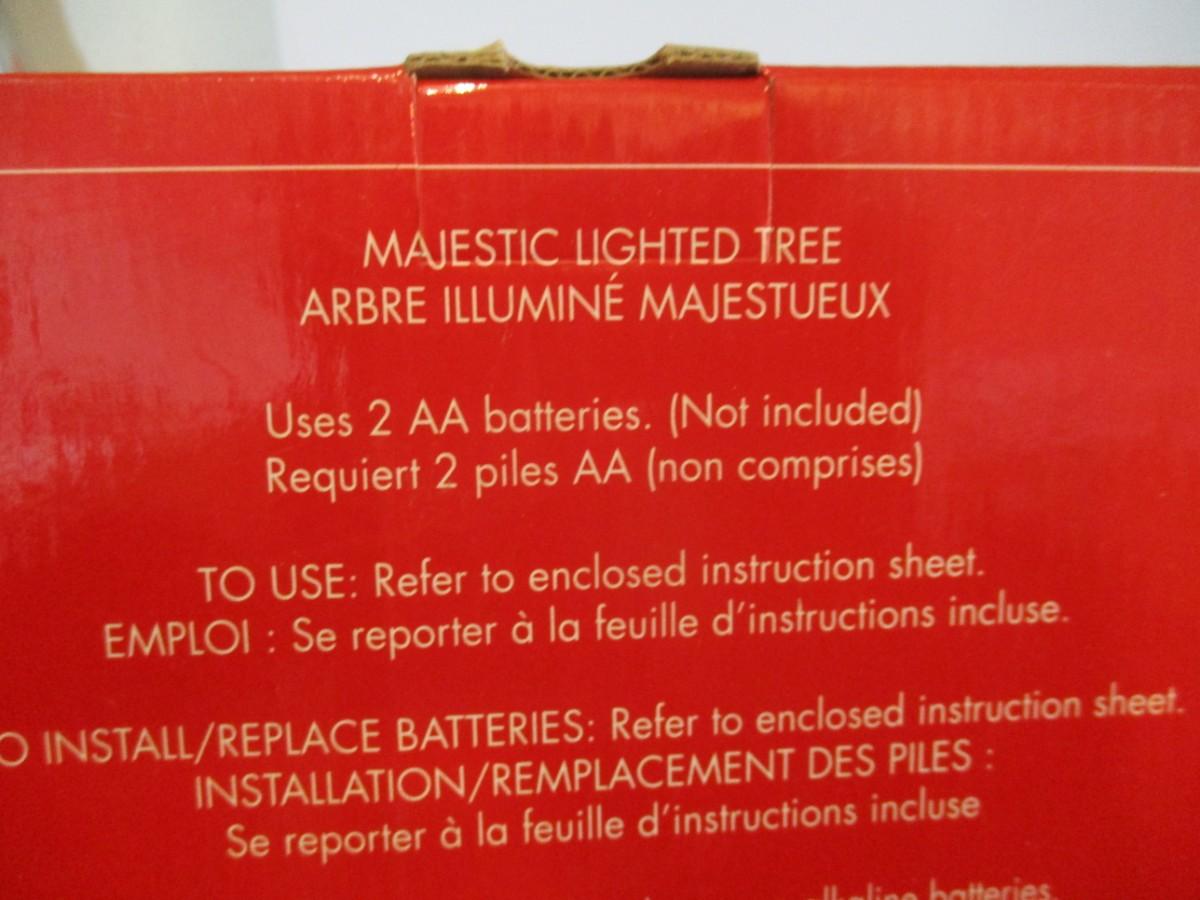 MAJESTIC LIGHTED TREE
ARBRE ILLUMINÉ MAJESTUEUX
Uses 2 AA batteries. (Not included)
Requiert 2 piles AA (non comprises)
TO USE: Refer to enclosed instruction sheet.
EMPLOI : Se reporter à la feuille d'instructions incluse.
O INSTALL/REPLACE BATTERIES: Refer to enclosed instruction sheet.
INSTALLATION/REMPLACEMENT DES PILES :
Se reporter à la feuille d'instructions incluse
alkaline batteries.